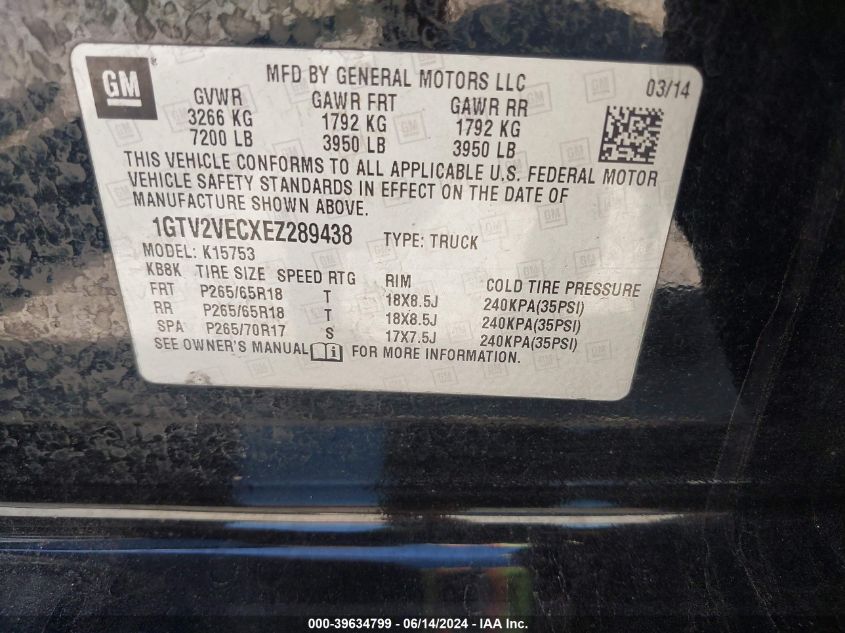 GM
MFD BY GENERAL MOTORS LLC 03/14
GVWR GAWR FRT GAWR RR
3266 KG 1792 KG 1792 KG
7200 LB 3950 LB 3950 LB
THIS VEHICLE CONFORMS TO ALL APPLICABLE U.S. FEDERAL MOTOR
VEHICLE SAFETY STANDARDS IN EFFECT ON THE DATE OF
MANUFACTURE SHOWN ABOVE.
1GTV2VECXEZ289438 TYPE: TRUCK
MODEL: K15753
KB8K TIRE SIZE SPEED RTG RIM COLD TIRE PRESSURE
FRT P265/65R18 T 18X8.5J 240KPA(35PSI)
RR P265/65R18 T 18X8.5J 240KPA(35PSI)
SPA P265/70R17 S 17X7.5J 240KPA(35PSI)
SEE OWNER'S MANUAL FOR MORE INFORMATION.
000-39634799 - 06/14/2024 - IAA Inc.